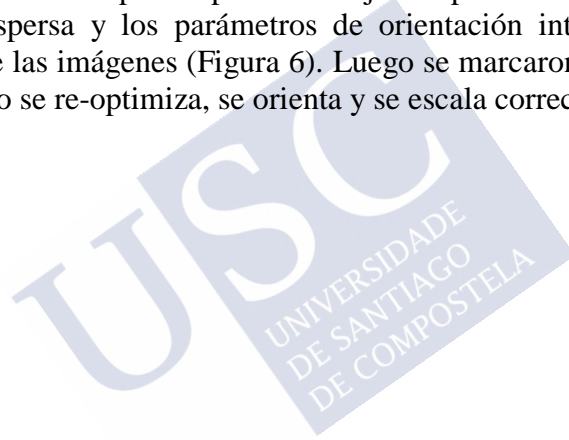 spersa y los parámetros de orientación int
e las imágenes (Figura 6). Luego se marcaron
o se re-optimiza, se orienta y se escala correc
USC
UNIVERSIDADE
DE SANTIAGO
DE COMPOSTELA